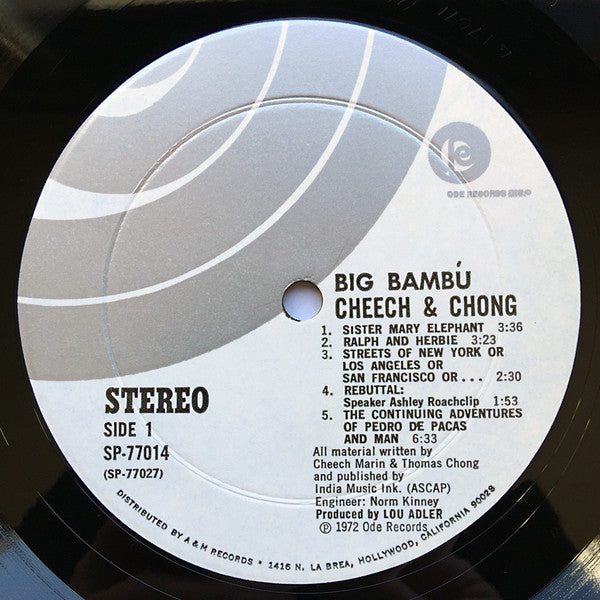 ode
ODE RECORDS INC.
BIG BAMBÚ
CHEECH & CHONG
1. SISTER MARY ELEPHANT 3:36
2. RALPH AND HERBIE 3:23
3. STREETS OF NEW YORK OR
LOS ANGELES OR
SAN FRANCISCO OR... 2:30
4. REBUTTAL:
Speaker Ashley Roachclip 1:53
5. THE CONTINUING ADVENTURES
OF PEDRO DE PACAS
AND MAN 6:33
STEREO
SIDE 1
SP-77014
(SP-77027)
All material written by
Cheech Marin & Thomas Chong
and published by
India Music Ink. (ASCAP)
Engineer: Norm Kinney
Produced by LOU ADLER
℗ 1972 Ode Records
DISTRIBUTED BY A & M RECORDS • 1416 N. LA BREA, HOLLYWOOD, CALIFORNIA 90028